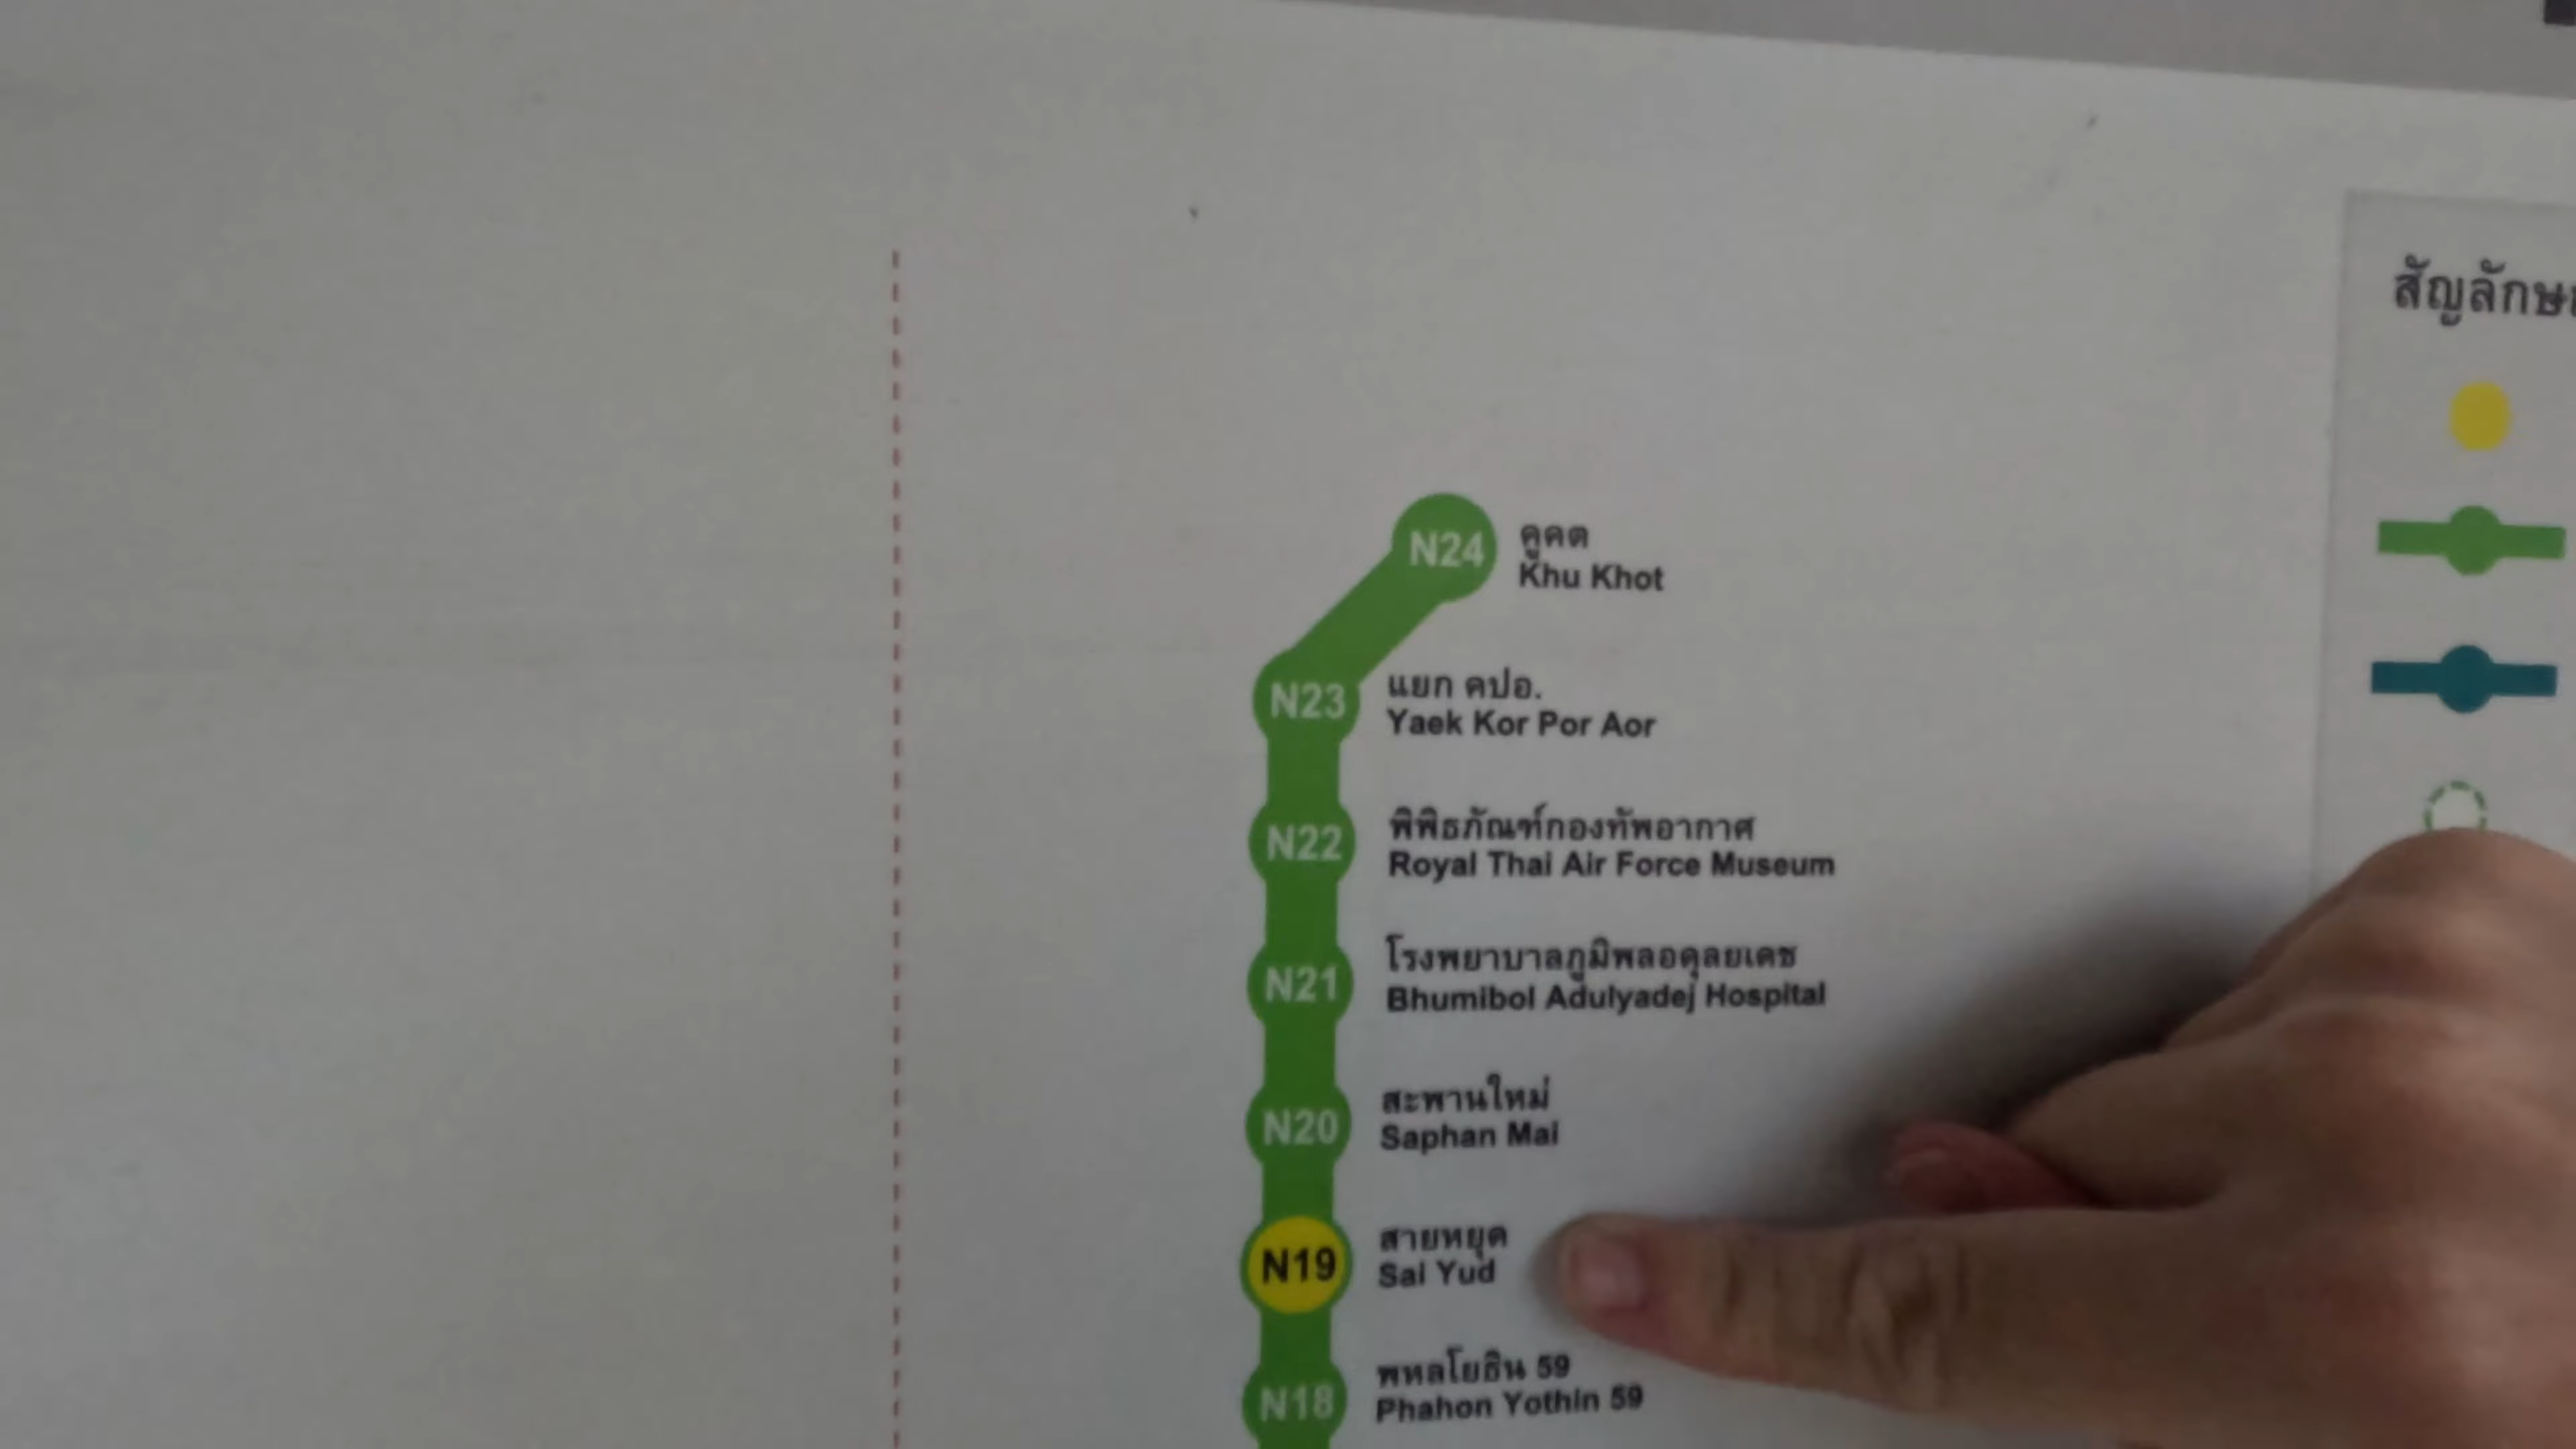 N24
คูคต
Khu Khot
N23
แยก คปอ.
Yaek Kor Por Aor
N22
พิพิธภัณฑ์กองทัพอากาศ
Royal Thai Air Force Museum
N21
โรงพยาบาลภูมิพลอดุลยเดช
Bhumibol Adulyadej Hospital
N20
สะพานใหม่
Saphan Mai
N19
สายหยุด
Sai Yud
N18
พหลโยธิน 59
Phahon Yothin 59